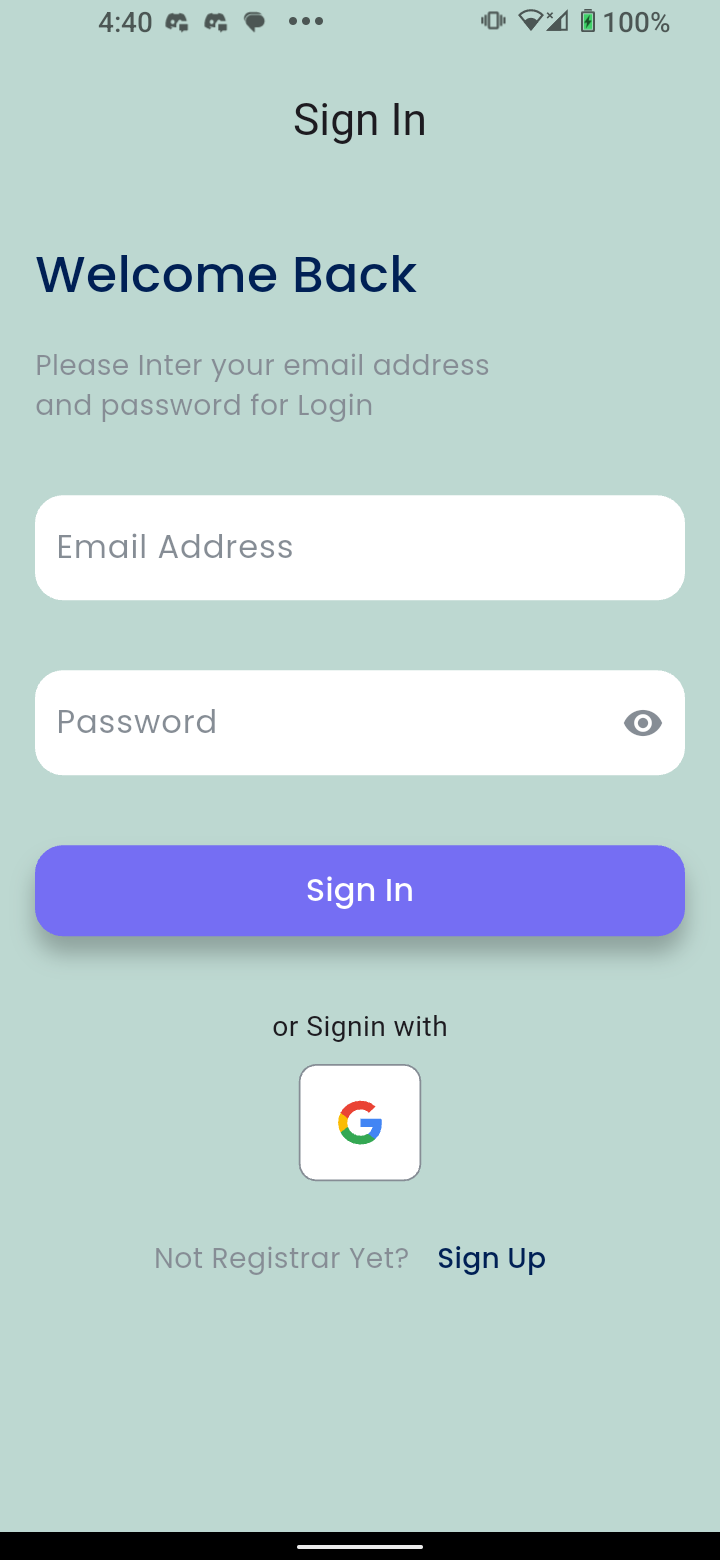 4:40 100%
Sign In
Welcome Back
Please Inter your email address
and password for Login
Email Address
Password
Sign In
or Signin with
Not Registrar Yet? Sign Up